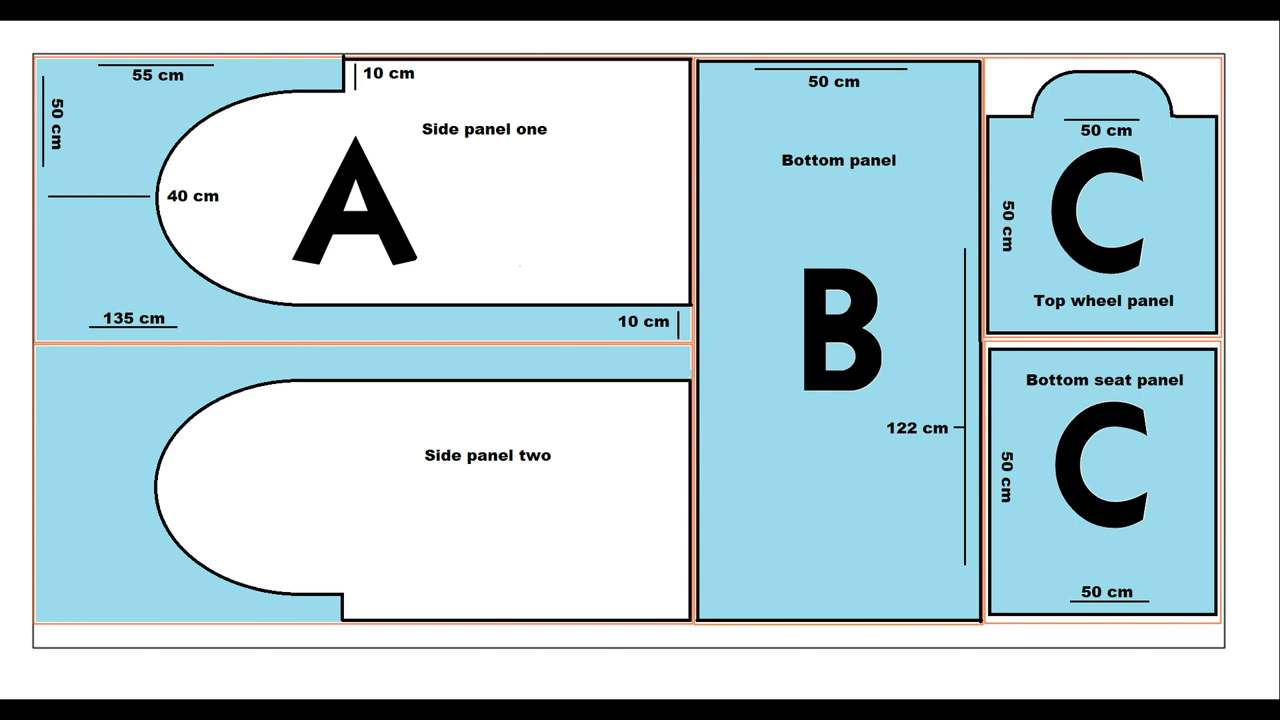 55 cm
10 cm
50 cm
Side panel one
40 cm
A
135 cm
10 cm
Side panel two
50 cm
Bottom panel
B
122 cm
50 cm
C
50 cm
Top wheel panel
Bottom seat panel
C
50 cm
50 cm